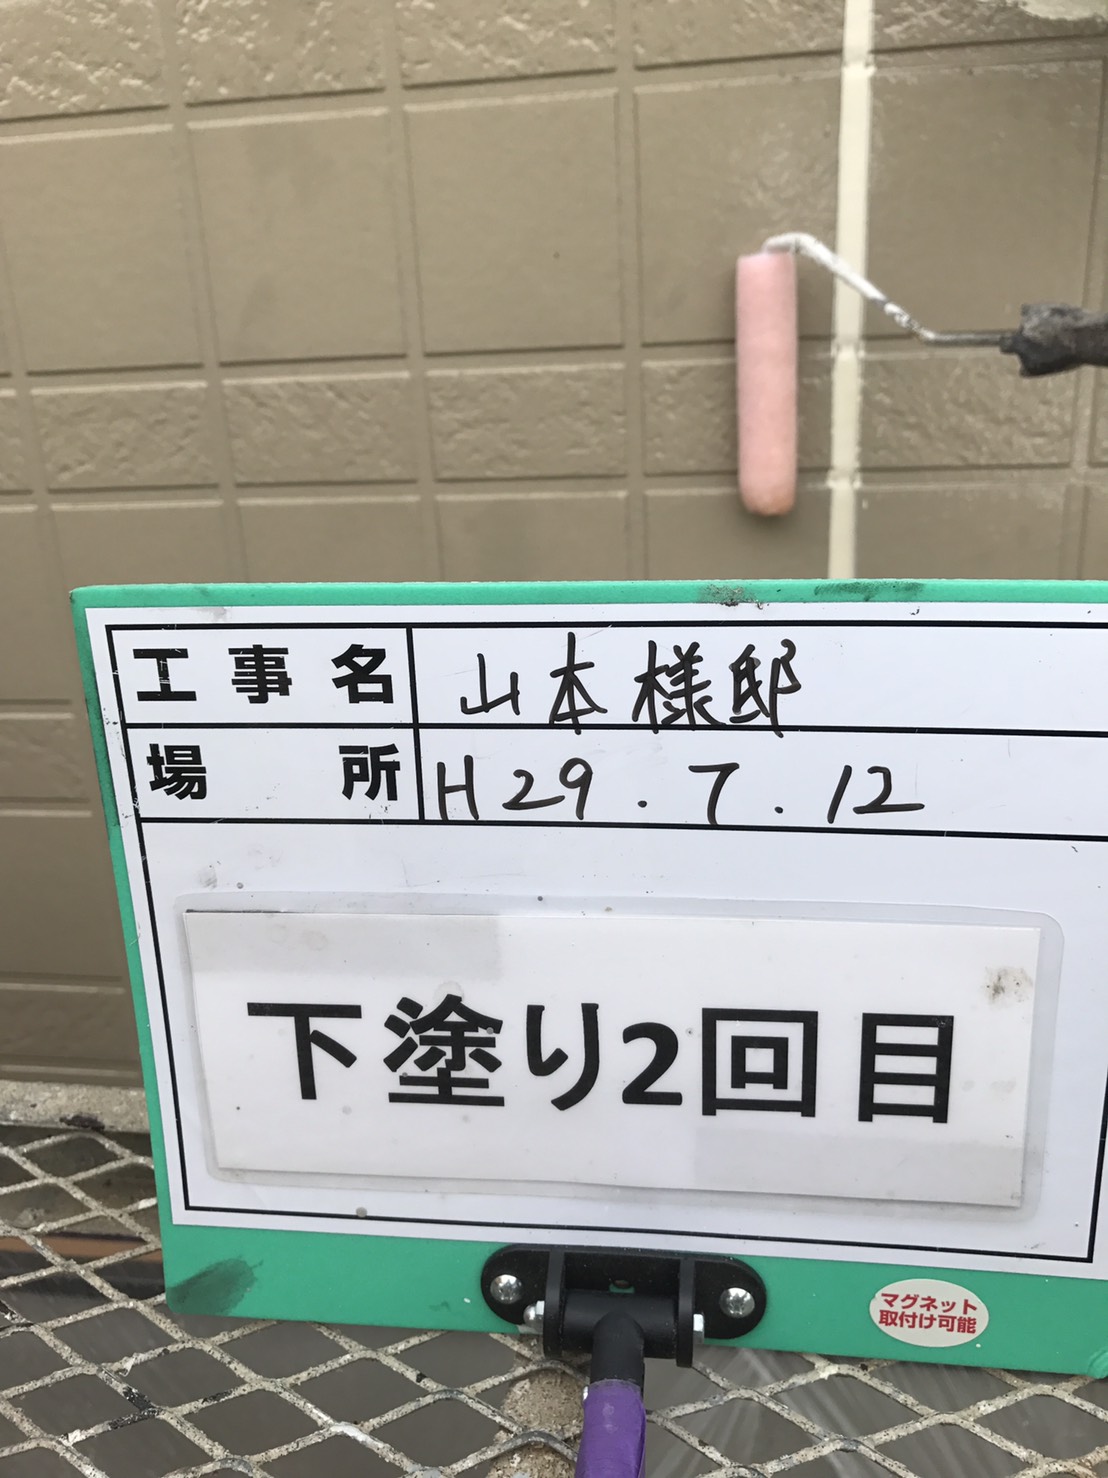 工事名 山本様邸
場所 H29.7.12
下塗り2回目
マグネット
取付け可能